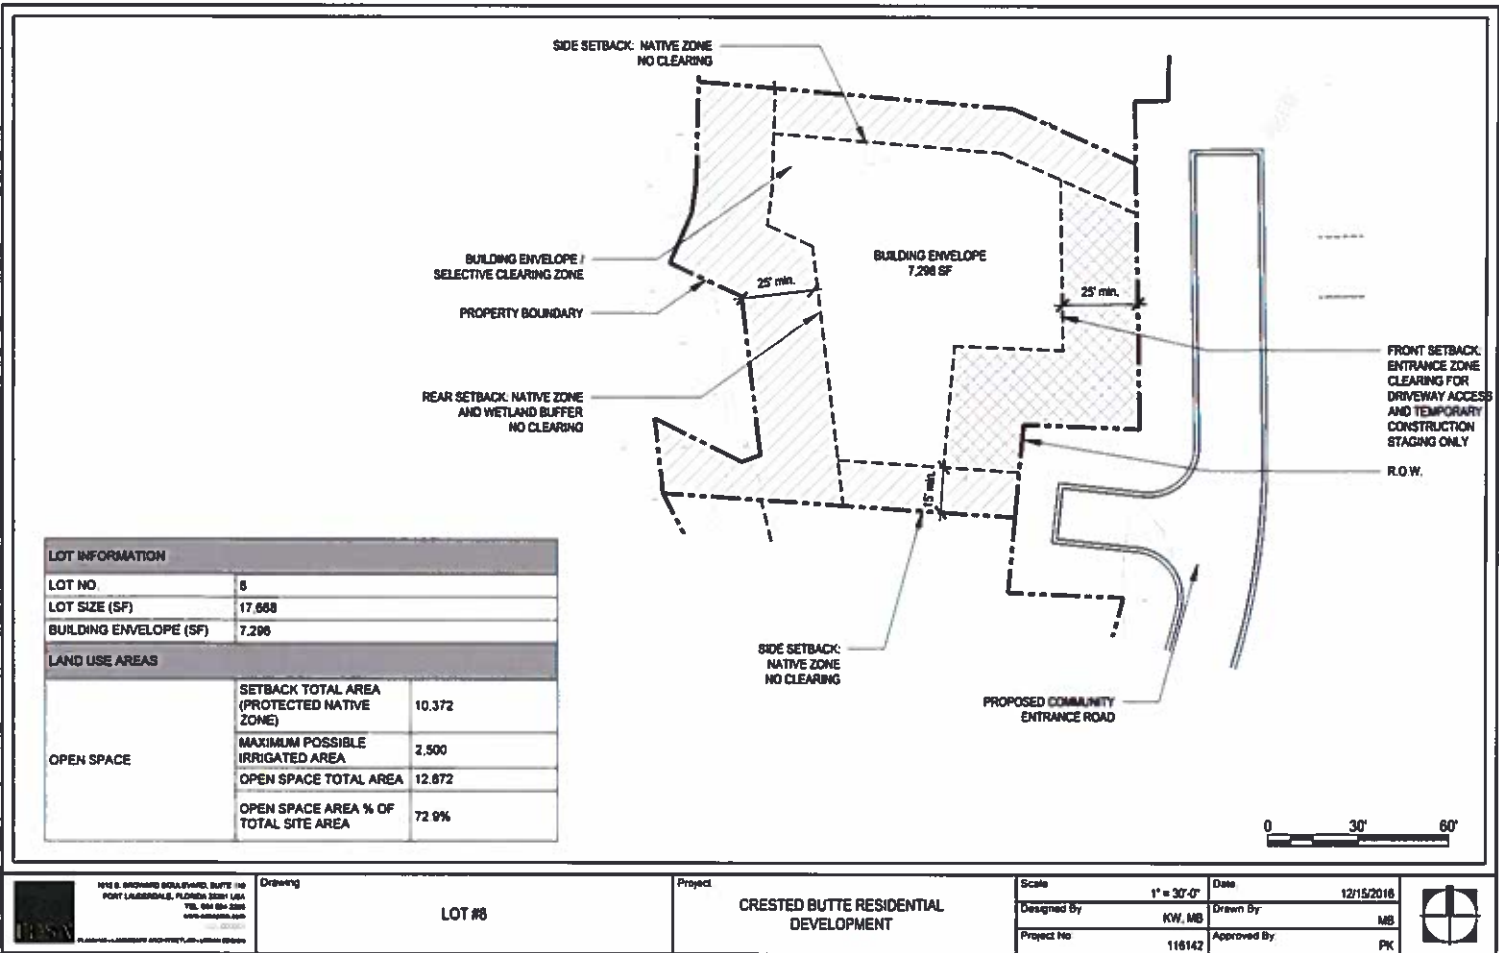 SIDE SETBACK: NATIVE ZONE
NO CLEARING
BUILDING ENVELOPE /
SELECTIVE CLEARING ZONE
BUILDING ENVELOPE
7,298 SF
25' min.
25' min.
PROPERTY BOUNDARY
REAR SETBACK: NATIVE ZONE
AND WETLAND BUFFER
NO CLEARING
FRONT SETBACK:
ENTRANCE ZONE
CLEARING FOR
DRIVEWAY ACCESS
AND TEMPORARY
CONSTRUCTION
STAGING ONLY
R.O.W.
15' min.
SIDE SETBACK:
NATIVE ZONE
NO CLEARING
PROPOSED COMMUNITY
ENTRANCE ROAD
LOT INFORMATION
LOT NO.
LOT SIZE (SF)
BUILDING ENVELOPE (SF) 7,296
LAND USE AREAS
OPEN SPACE
SETBACK TOTAL AREA
(PROTECTED NATIVE
ZONE)
10,372
MAXIMUM POSSIBLE
IRRIGATED AREA
2,500
OPEN SPACE TOTAL AREA 12,872
OPEN SPACE AREA % OF
TOTAL SITE AREA
72.9%
0 30' 60'
FORT LAUDERDALE, FLORIDA
Drawing
LOT
Project
CRESTED BUTTE RESIDENTIAL
DEVELOPMENT
Scale 1" = 30'-0"
Date 12/15/2016
Designed By KW, MB
Drawn By MB
Project No 116142
Approved By PK